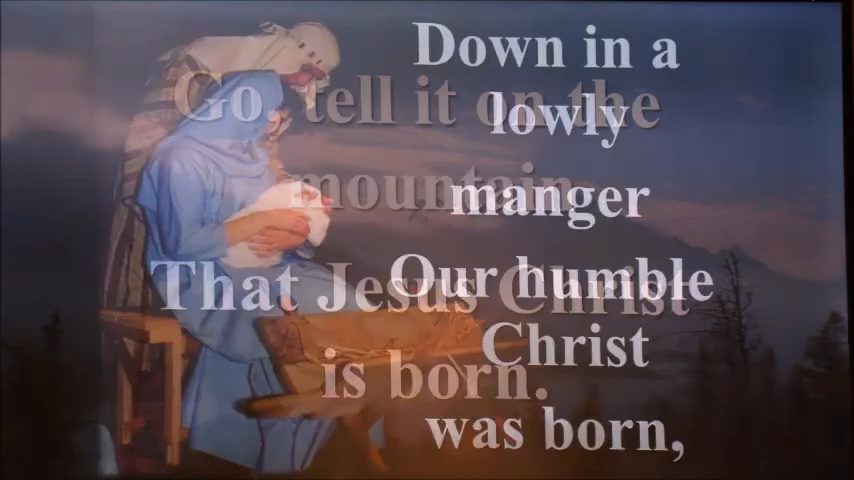 Down in a
lowly
manger
Our humble
Christ
was born,
Go, tell it on the
mountain
That Jesus Christ
is born.